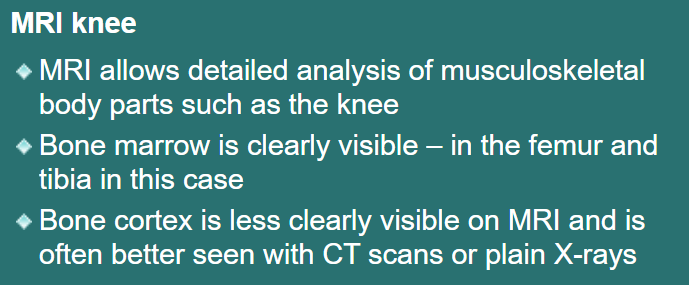 MRI knee
MRI allows detailed analysis of musculoskeletal
body parts such as the knee
Bone marrow is clearly visible – in the femur and
tibia in this case
Bone cortex is less clearly visible on MRI and is
often better seen with CT scans or plain X-rays